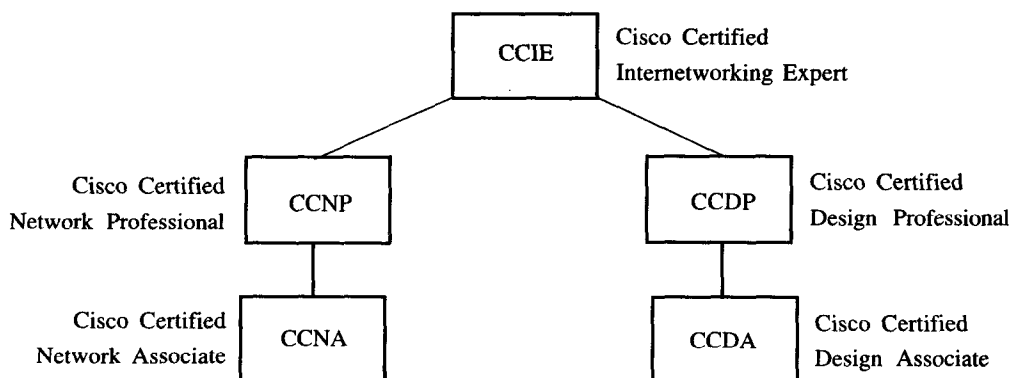 CCIE
Cisco Certified
Internetworking Expert
Cisco Certified
Network Professional
CCNP
CCDP
Cisco Certified
Design Professional
Cisco Certified
Network Associate
CCNA
CCDA
Cisco Certified
Design Associate